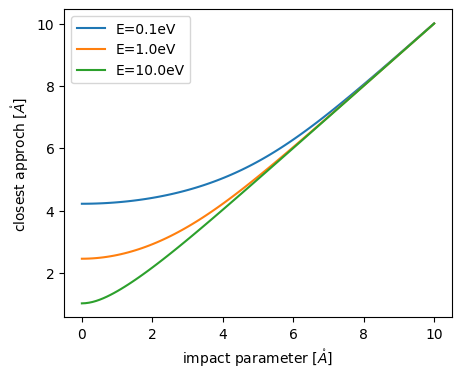 10
8
6
4
2
closest approch [Å]
E=0.1eV
E=1.0eV
E=10.0eV
0 2 4 6 8 10
impact parameter [Å]